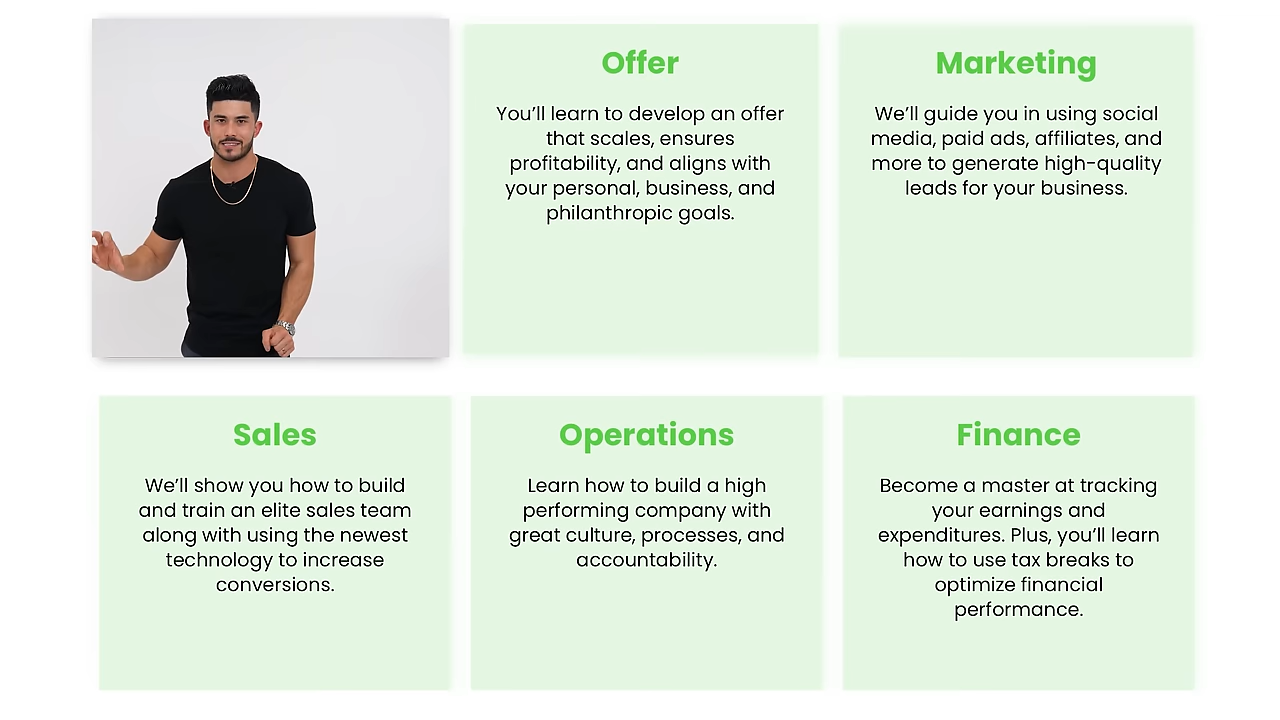 Offer
You’ll learn to develop an offer
that scales, ensures
profitability, and aligns with
your personal, business, and
philanthropic goals.
Marketing
We’ll guide you in using social
media, paid ads, affiliates, and
more to generate high-quality
leads for your business.
Sales
We’ll show you how to build
and train an elite sales team
along with using the newest
technology to increase
conversions.
Operations
Learn how to build a high
performing company with
great culture, processes, and
accountability.
Finance
Become a master at tracking
your earnings and
expenditures. Plus, you’ll learn
how to use tax breaks to
optimize financial
performance.